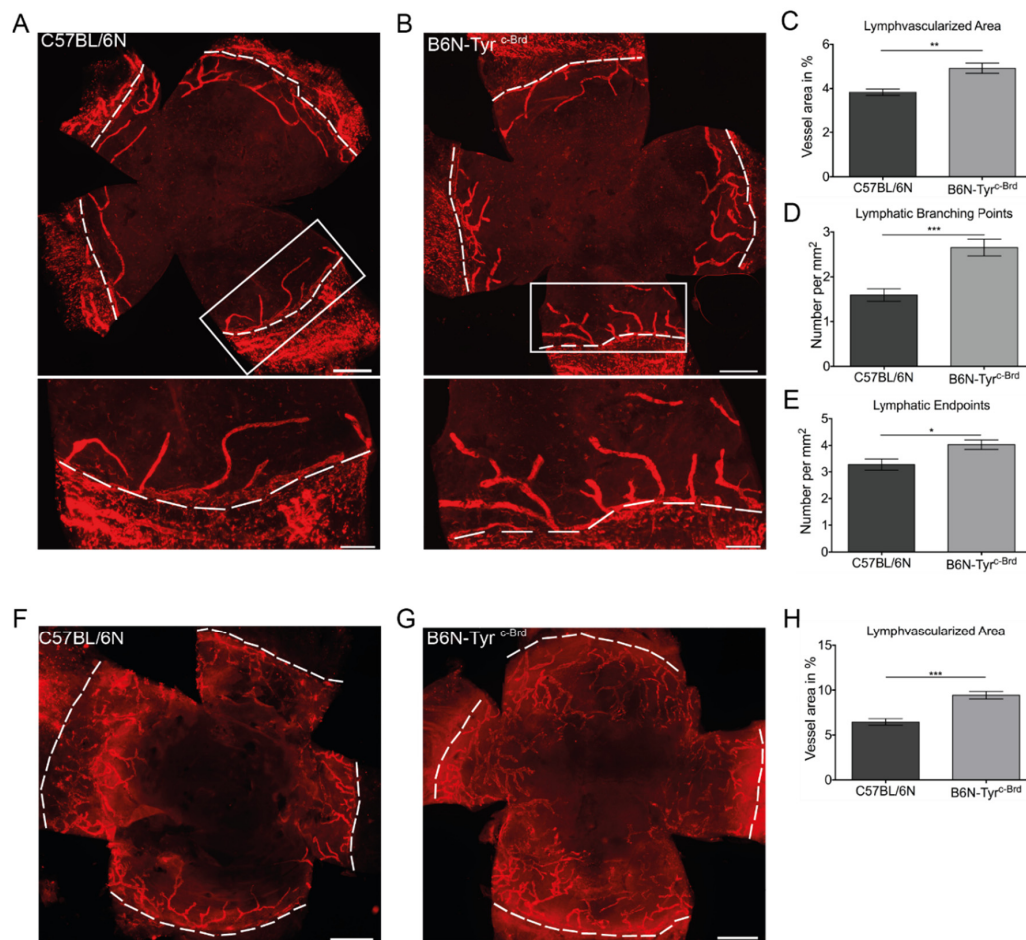 A
C57BL/6N
B
B6N-Tyr c-Brd
C
Lymphvascularized Area
Vessel area in %
6
4
2
0
**
C57BL/6N
B6N-Tyrc-Brd
D
Lymphatic Branching Points
Number per mm2
3
2
1
0
***
C57BL/6N
B6N-Tyrc-Brd
E
Lymphatic Endpoints
Number per mm2
5
4
3
2
1
0
*
C57BL/6N
B6N-Tyrc-Brd
F
C57BL/6N
G
B6N-Tyr c-Brd
H
Lymphvascularized Area
Vessel area in %
15
10
5
0
***
C57BL/6N
B6N-Tyrc-Brd